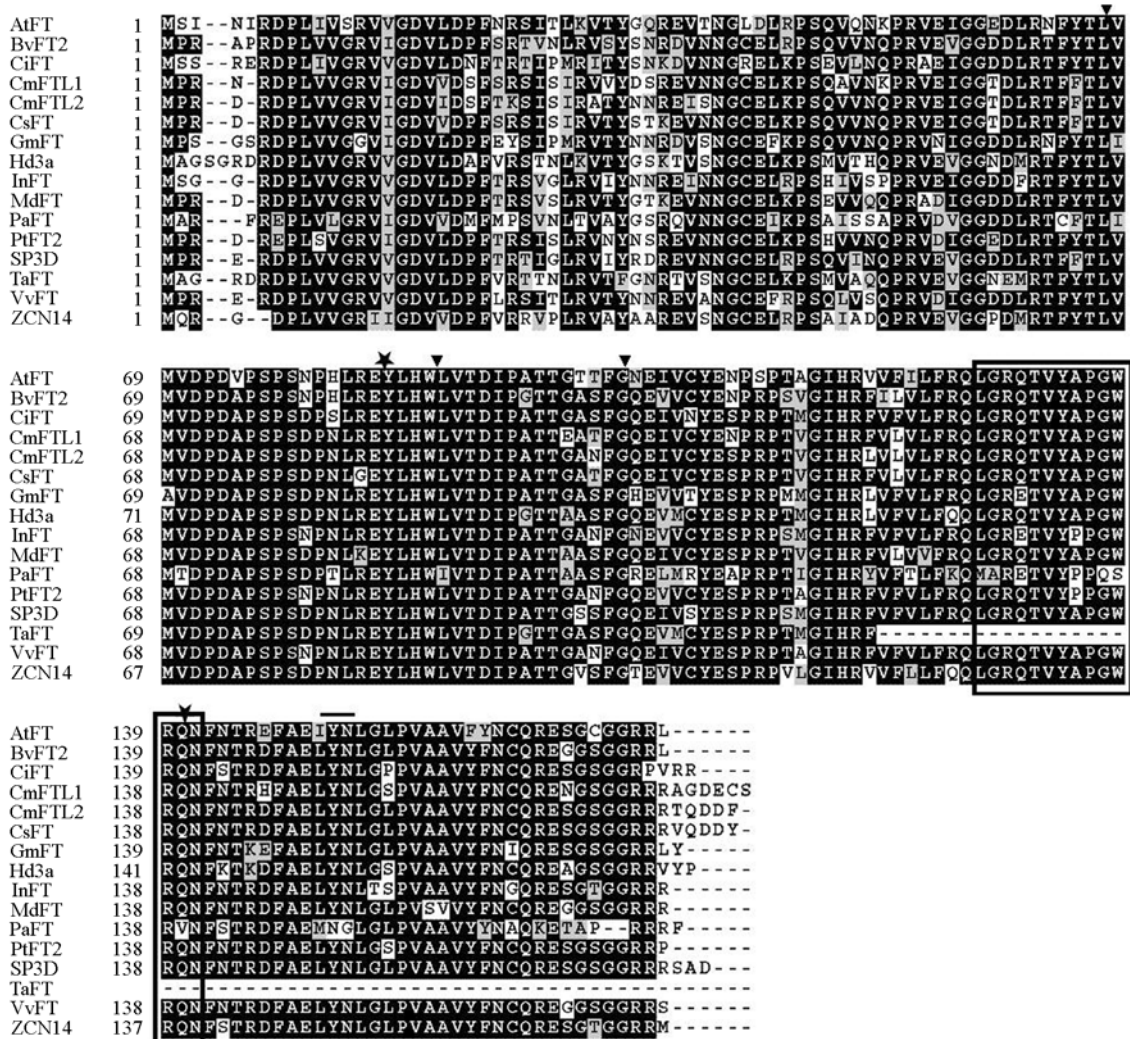 AtFT 1 MSI--NIRDPLIVSRVVGDVLDPFNRSITLKVTYGQREVTNGLDLRPSQVQNKPRVEIGGEDLRNFYTLV
BvFT2 1 MPR--APRDPLVVGRVIGDVLDPFSRTVNLRVSYSNRDVNNGCELRPSQVVNQPRVEVGGDDLRTFYTLV
CiFT 1 MSS--RERDPLIVGRVVGDVLDNFTRTIPMRITYSNKDVNNGRELKPSEVLNQPRAEIGGDDLRTFYTLV
CmFTL1 1 MPR--N-RDPLVVGRVVGDVLDSFSRSISIRVVYDSREVNNGCELKPSQAVNKPRVEIGGTDLRTFFTLV
CmFTL2 1 MPR--D-RDPLVVGRVIGDVIDSFTKSISIRATYNNREISNGCELKPSQVVNQPRVEIGGTDLRTFFTLV
CsFT 1 MPR--D-RDPLVVGRVIGDVVDPFSRSISIRVTYSTKEVNNGCELKPSQVVNQPRVEIGGTDLRTFFTLV
GmFT 1 MPS--GSRDPLVVGGVIGDVLDPFEYSIPMRVTYNNRDVSNGCEFKPSQVVNQPRVNIGGDDLRNFYTLI
Hd3a 1 MAGSGRDRDPLVVGRVVGDVLDAFVRSTNLKVTYGSKTVSNGCELKPSMVTHQPRVEVGGNDMRTFYTLV
InFT 1 MSG--G-RDPLVVGRVVGDVLDPFTRSVGLRVIYNNREINNGCELRPSHIVSPPRVEIGGDDFRTFYTLV
MdFT 1 MPR--D-RDPLVVGRVVGDVLDPFTRSVSLRVTYGTKEVNNGCELKPSEVVQQPRADIGGDDLRTFYTLV
PaFT 1 MAR---FREPLVLGRVIGDVVDMFMPSVNLTVAYGSRQVNNGCEIKPSAISSAPRVDVGGDDLRTCFTLI
PtFT2 1 MPR--D-REPLSVGRVIGDVLDPFTRSISLRVNYNSREVNNGCELKPSHVVNQPRVDIGGEDLRTFYTLV
SP3D 1 MPR--E-RDPLVVGRVVGDVLDPFTRTIGLRVIYRDREVNNGCELRPSQVINQPRVEVGGDDLRTFFTLV
TaFT 1 MAG--RDRDPLVVGRVVGDVLDPFVRTTNLRVTFGNRTVSNGCELKPSMVAQQPRVEVGGNEMRTFYTLV
VvFT 1 MPR--E-RDPLVVGRVVGDVLDPFLRSITLRVTYNNREVANGCEFRPSQLVSQPRVDIGGDDLRTFYTLV
ZCN14 1 MQR--G--DPLVVGRIIGDVVDPFVRRVPLRVAYAAREVSNGCELRPSAIADQPRVEVGGPDMRTFYTLV
AtFT 69 MVDPDVPSPSNPHLREYLHWLVTDIPATTGTTFGNEIVCYENPSPTAGIHRVVFILFRQLGRQTVYAPGW
BvFT2 69 MVDPDAPSPSNPHLREYLHWLVTDIPGTTGASFGQEVVCYENPRPSVGIHRFILVLFRQLGRQTVYAPGW
CiFT 69 MVDPDAPSPSDPSLREYLHWLVTDIPATTGASFGQEIVNYESPRPTMGIHRFVFVLFRQLGRQTVYAPGW
CmFTL1 68 MVDPDAPSPSDPNLREYLHWLVTDIPATTEATFGQEIVCYENPRPTVGIHRFVLVLFRQLGRQTVYAPGW
CmFTL2 68 MVDPDAPSPSDPNLREYLHWLVTDIPATTGANFGQEIVCYESPRPTVGIHRLVLVLFRQLGRQTVYAPGW
CsFT 68 MVDPDAPSPSDPNLGEYLHWLVTDIPATTGATFGQEIVCYESPRPTVGIHRFVLVLFRQLGRQTVYAPGW
GmFT 69 AVDPDAPSPSDPNLREYLHWLVTDIPATTGASFGHEVVTYESPRPMMGIHRLVFVLFRQLGRETVYAPGW
Hd3a 71 MVDPDAPSPSDPNLREYLHWLVTDIPGTTAASFGQEVMCYESPRPTMGIHRLVFVLFQQLGRQTVYAPGW
InFT 68 MVDPDAPSPSNPNLREYLHWLVTDIPATTGANFGNEVVCYESPRPSMGIHRFVFVLFRQLGRETVYPPGW
MdFT 68 MVDPDAPSPSDPNLKEYLHWLVTDIPATTAASFGQEIVCYESPRPTVGIHRFVLVVFRQLGRQTVYAPGW
PaFT 68 MTDPDAPSPSDPTLREYLHWLIVTDIPATTAASFGRELMRYEAPRPTIGIHRYVFTLFKQMARETVYPPQS
PtFT2 68 MVDPDAPSPSNPNLREYLHWLVTDIPATTGANFGQEVVCYESPRPTAGIHRFVFVLFRQLGRQTVYPPGW
SP3D 68 MVDPDAPSPSDPNLREYLHWLVTDIPATTGSSFGQEIVSYESPRPSMGIHRFVFVLFRQLGRQTVYAPGW
TaFT 69 MVDPDAPSPSDPNLREYLHWLVTDIPGTTGASFGQEVMCYESPRPTMGIHRF------------------
VvFT 68 MVDPDAPSPSNPNLREYLHWLVTDIPATTGANFGQEIVCYESPRPTAGIHRFVFVLFRQLGRQTVYAPGW
ZCN14 67 MVDPDAPSPSDPNLREYLHWLVTDIPATTGVSFGTEVVCYESPRPVLGIHRVVFLLFQQLGRQTVYAPGW
AtFT 139 RQNFNTREFAEIYNLGLPVAAVFYNCQRESGCGGRRL------
BvFT2 139 RQNFNTRDFAELYNLGLPVAAVYFNCQREGGSGGRRL------
CiFT 139 RQNFSTRDFAELYNLGPPVAAVYFNCQRESGSGGRPVRR----
CmFTL1 138 RQNFNTRHFAELYNLGSPVAAVYFNCQRENGSGGRRRAGDECS
CmFTL2 138 RQNFNTRDFAELYNLGLPVAAVYFNCQRESGSGGRRRTQDDF-
CsFT 138 RQNFNTRDFAELYNLGLPVAAVYFNCQRESGSGGRRRVQDDY-
GmFT 139 RQNFNTKEFAELYNLGLPVAAVYFNIQRESGSGGRRLY-----
Hd3a 141 RQNFKTKDFAELYNLGSPVAAVYFNCQREAGSGGRRVYP----
InFT 138 RQNFNTRDFAELYNLTSPVAAVYFNGQRESGTGGRRR------
MdFT 138 RQNFNTRDFAELYNLGLPVSVVYFNCQREGGSGGRRR------
PaFT 138 RVNFSTRDFAEMNGLGLPVAAVYYNAQKETAP--RRRF-----
PtFT2 138 RQNFNTRDFAELYNLGSPVAAVYFNCQRESGSGGRRP------
SP3D 138 RQNFNTRDFAELYNLGLPVAAVYFNCQRESGSGGRRRSAD---
TaFT -------------------------------------------
VvFT 138 RQNFNTRDFAELYNLGLPVAAVYFNCQREGGSGGRRS------
ZCN14 137 RQNFSTRDFAELYNLGLPVAAVYFNCQRESGTGGRRM------